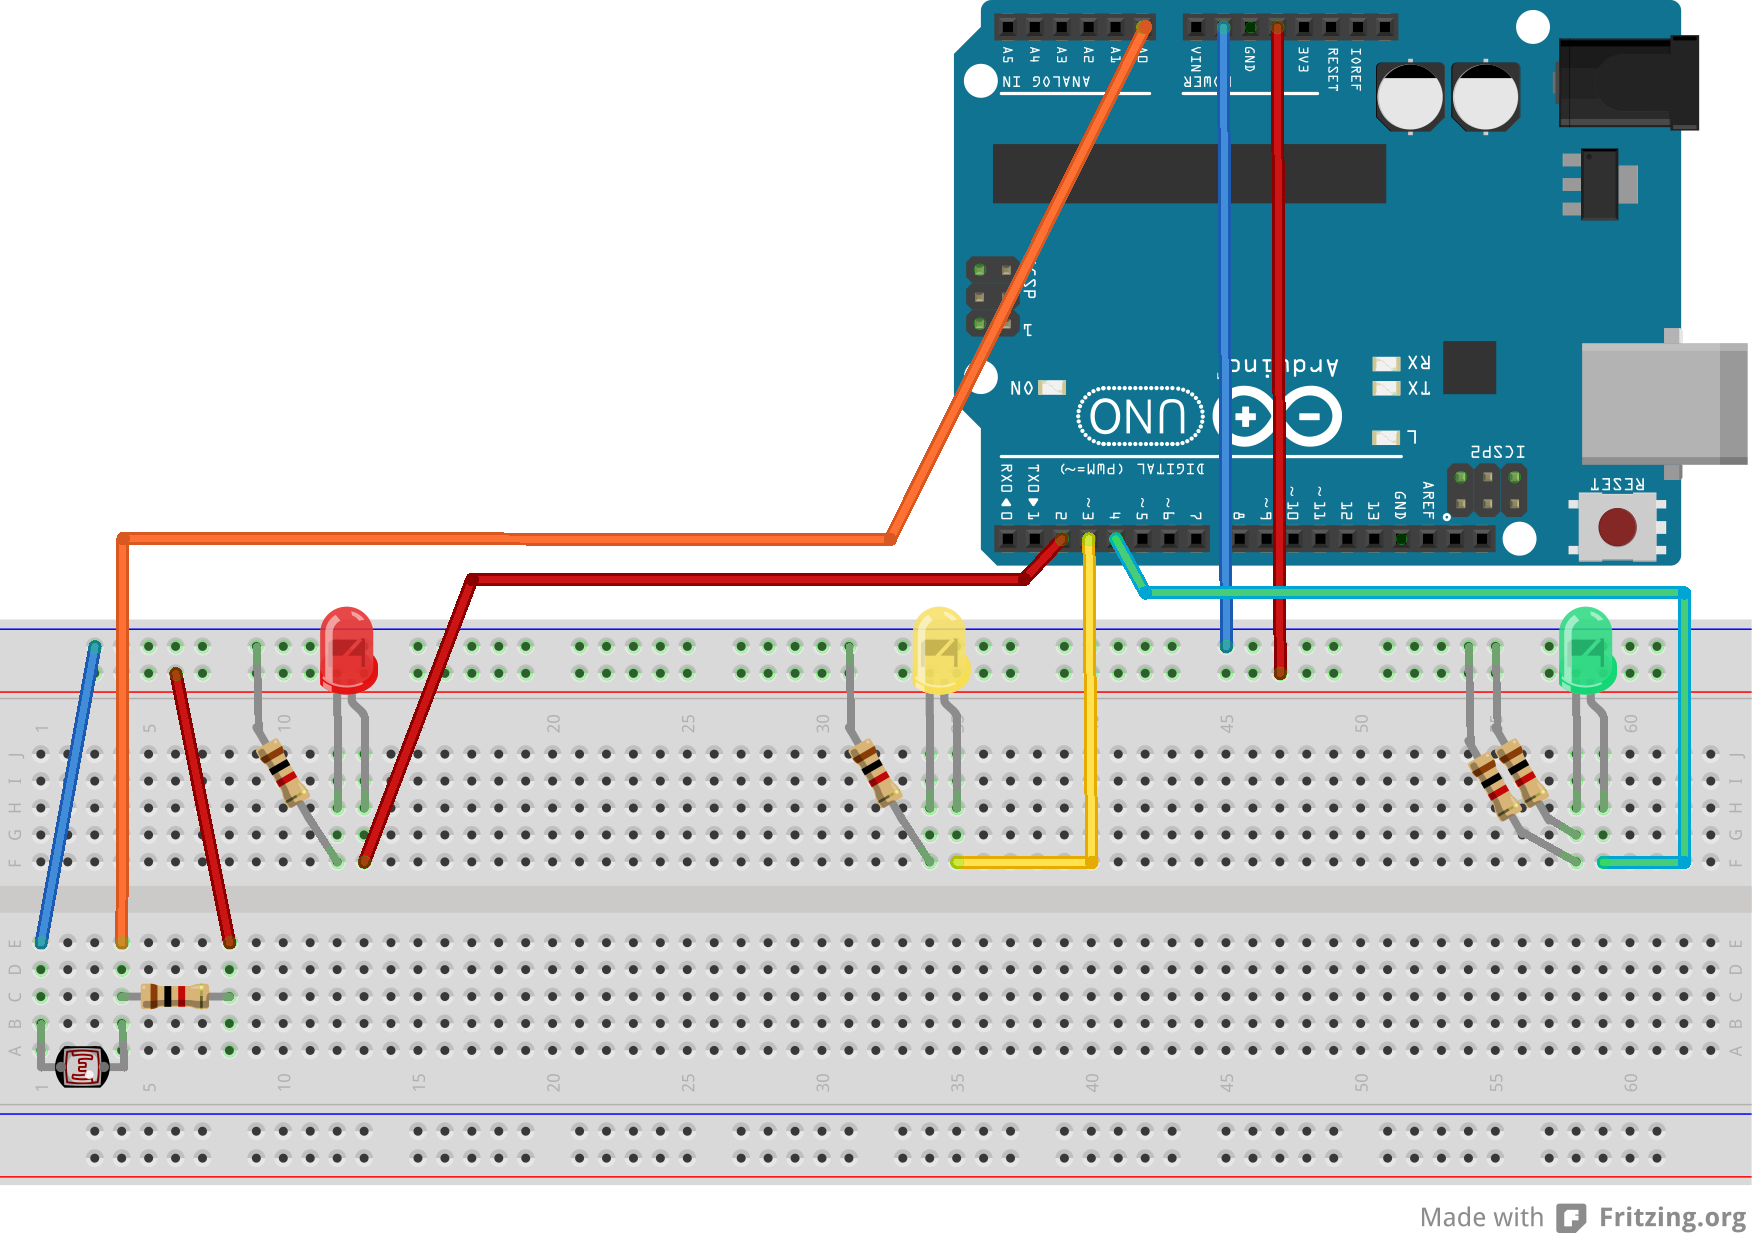 A5 A4 A3 A2 A1 A0 VIN GND 3V3 RESET IOREF
ANALOG IN
ICSP
1
Arduino
RX
TX
L
ON
UNO
ICSP2
RESET
DIGITAL (PWM=~)
RX0◀0 TX0▶1 2 ~3 4 ~5 ~6 7 8 ~9 ~10 ~11 12 13 GND AREF
1 5 10 20 25 30 45 50 60
J J
I I
H H
G G
F F
E E
D D
C C
B B
A A
1 5 10 15 20 25 30 35 40 45 50 55 60
Made with Fritzing.org